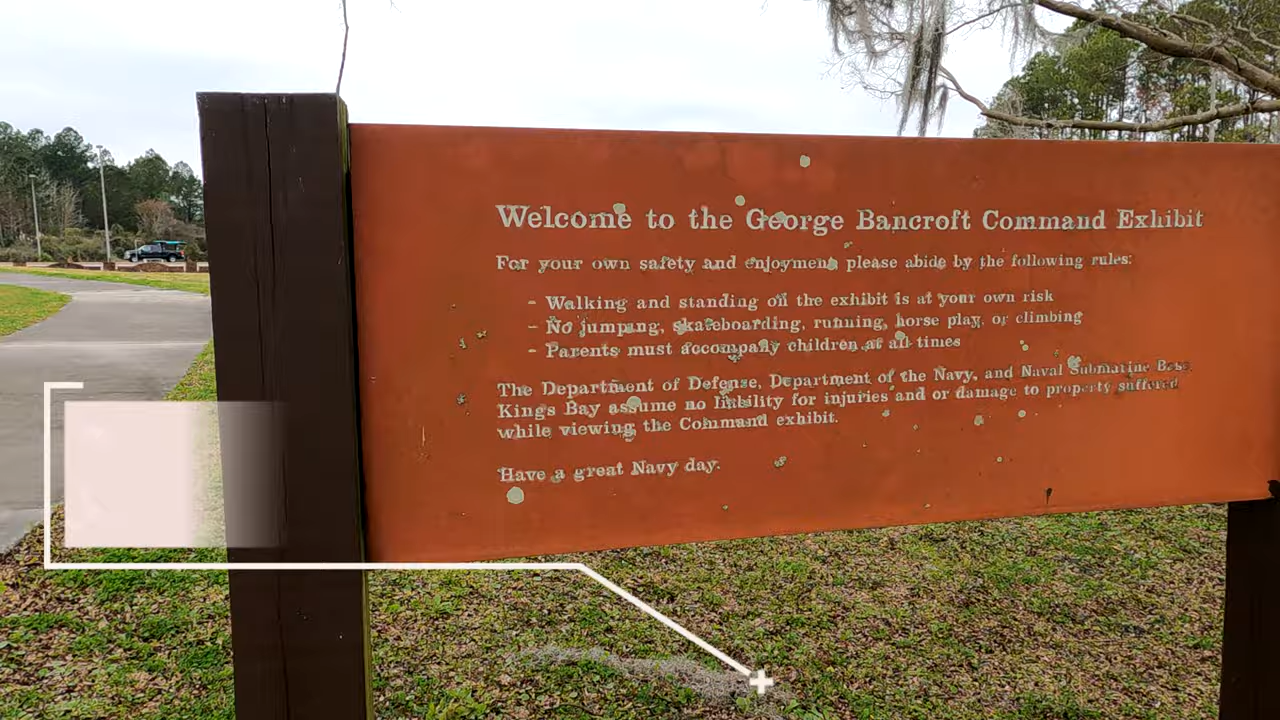 Welcome to the George Bancroft Command Exhibit
For your own safety and enjoyment please abide by the following rules:
- Walking and standing on the exhibit is at your own risk
- No jumping, skateboarding, running, horse play, or climbing
- Parents must accompany children at all times
The Department of Defense, Department of the Navy, and Naval Submarine Base
Kings Bay assume no liability for injuries and or damage to property suffered
while viewing the Command exhibit.
Have a great Navy day.